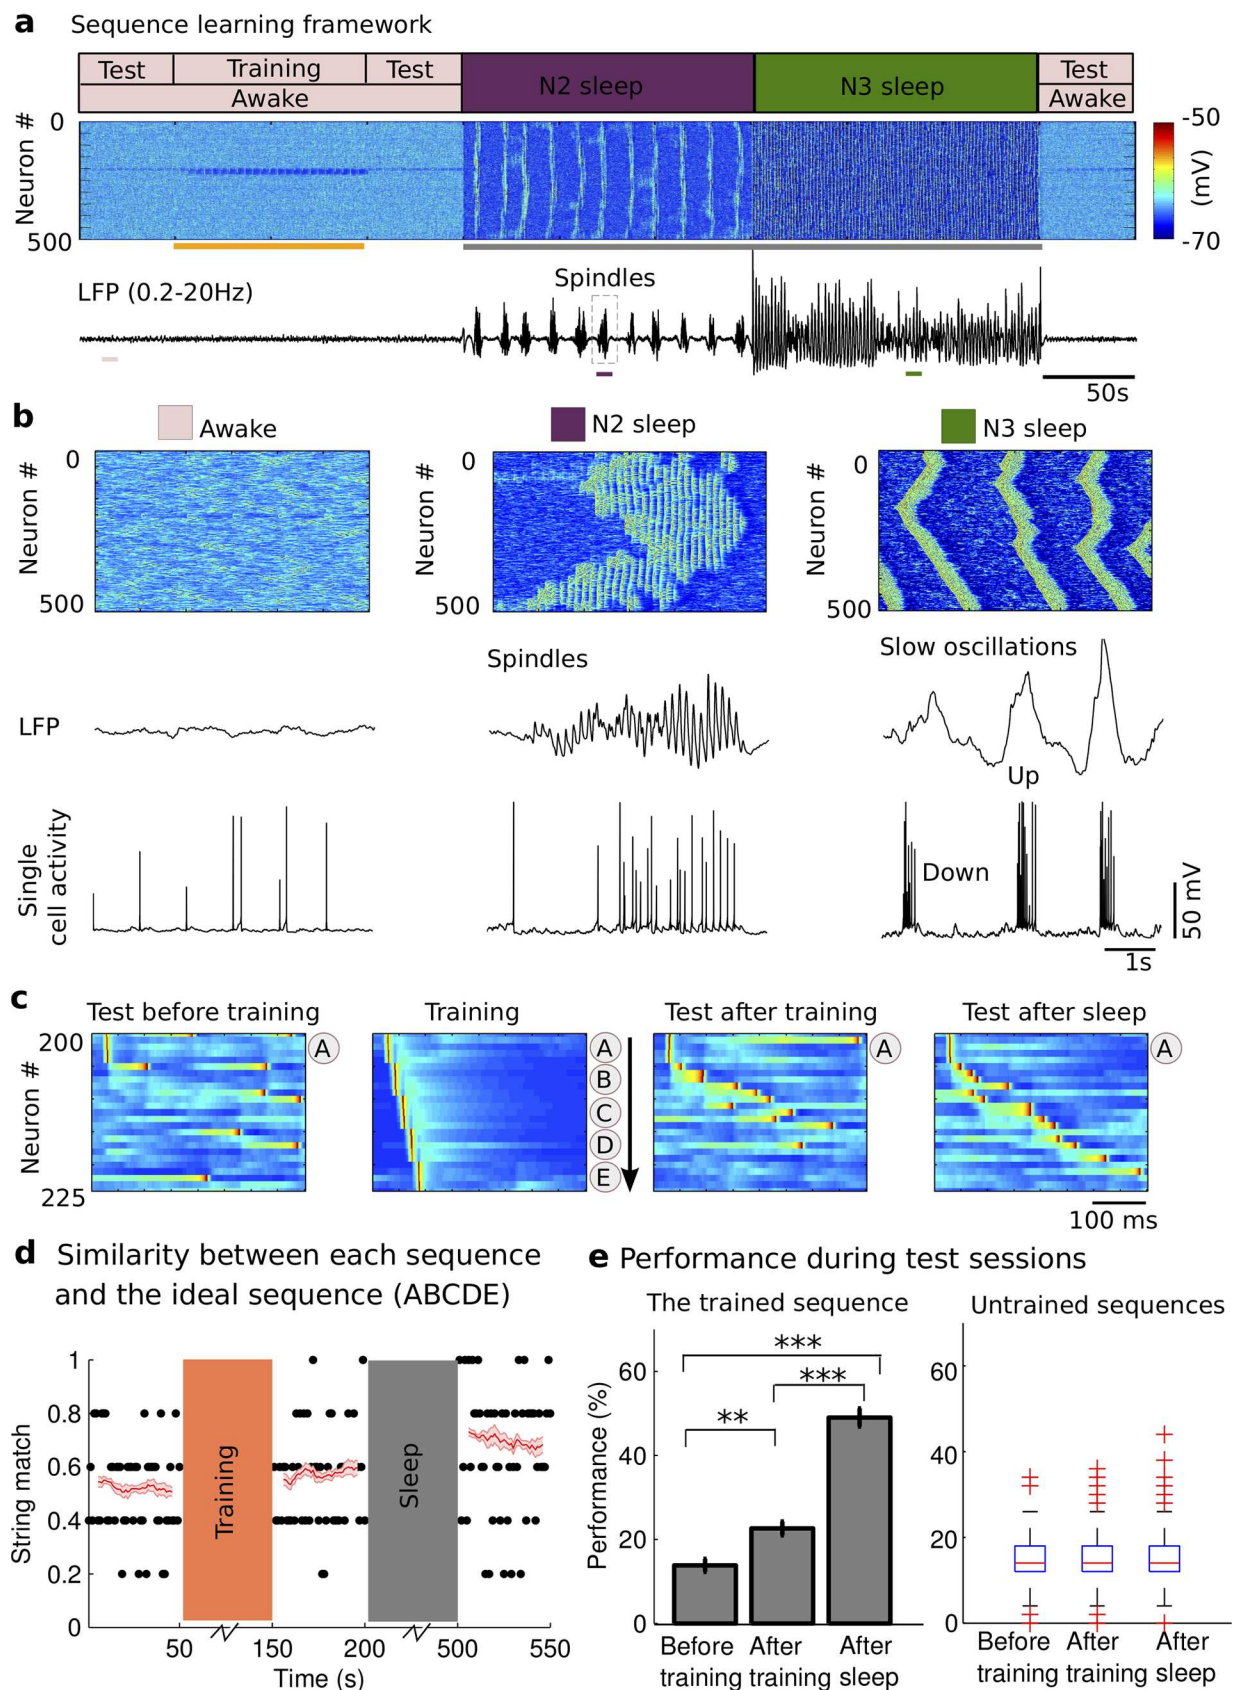 a Sequence learning framework
Test Training Test N2 sleep N3 sleep Test
Awake Awake
Neuron #
0
500
-50
(mV)
-70
LFP (0.2-20Hz)
Spindles
50s
b Awake N2 sleep N3 sleep
Neuron #
0
500
Neuron #
0
500
Neuron #
0
500
LFP
Spindles
Slow oscillations
Up
Single
cell activity
Down
50 mV
1s
c
Test before training Training Test after training Test after sleep
Neuron #
200
225
A
A
B
C
D
E
A
A
100 ms
d Similarity between each sequence
and the ideal sequence (ABCDE)
String match
1
0.8
0.6
0.4
0.2
0
Training
Sleep
50 150 200 500 550
Time (s)
e Performance during test sessions
The trained sequence
Performance (%)
60
40
20
0
***
***
**
Before After After
training training sleep
Untrained sequences
60
40
20
0
Before After After
training training sleep